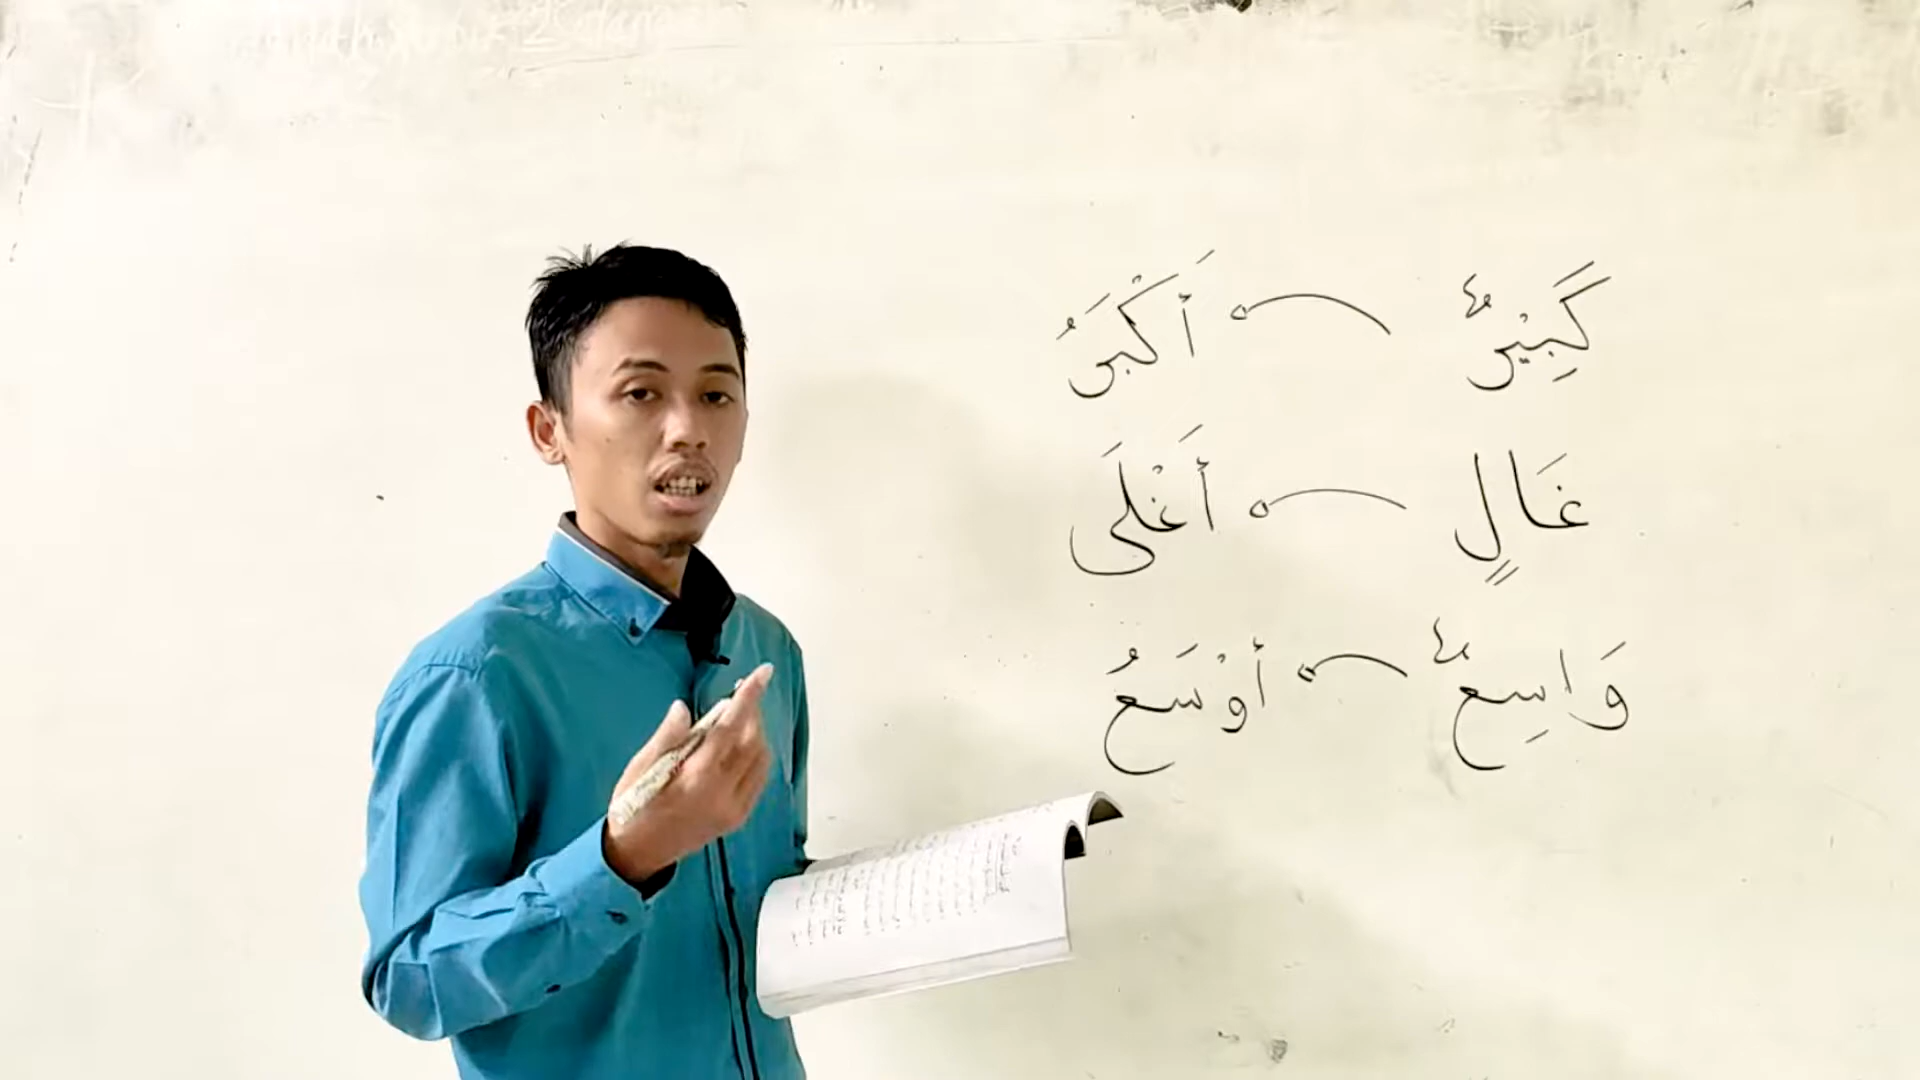 كَبِيْرٌ أَكْبَرُ
غَالٍ أَغْلَى
وَاسِعٌ أَوْسَعُ